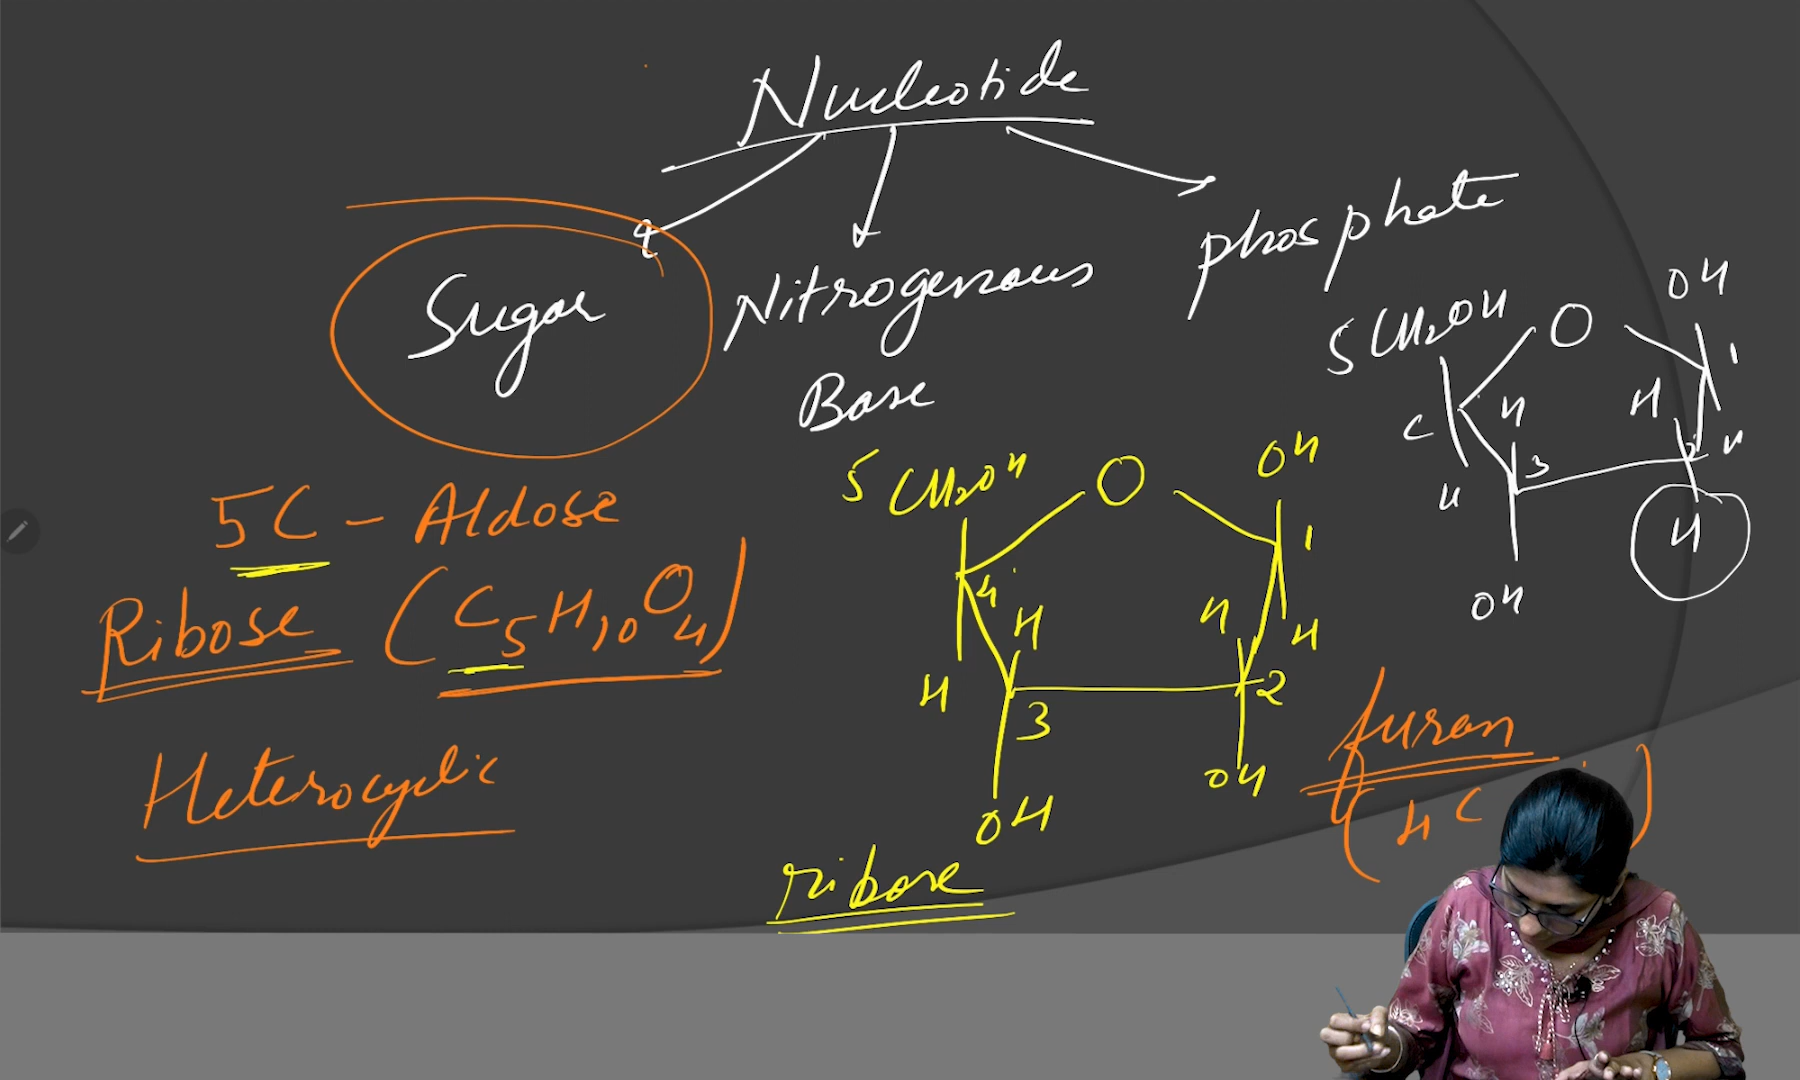 Nucleotide
Sugar
Nitrogenous
Base
phosphate
5C - Aldose
Ribose (C5H10O4)
Heterocyclic
5 CH2OH O OH
4 1
H H
H 3 2 H
OH OH
ribose
OH
5 CH2OH O
1
C H H
H 3 2 H
OH H
furan
(4C )